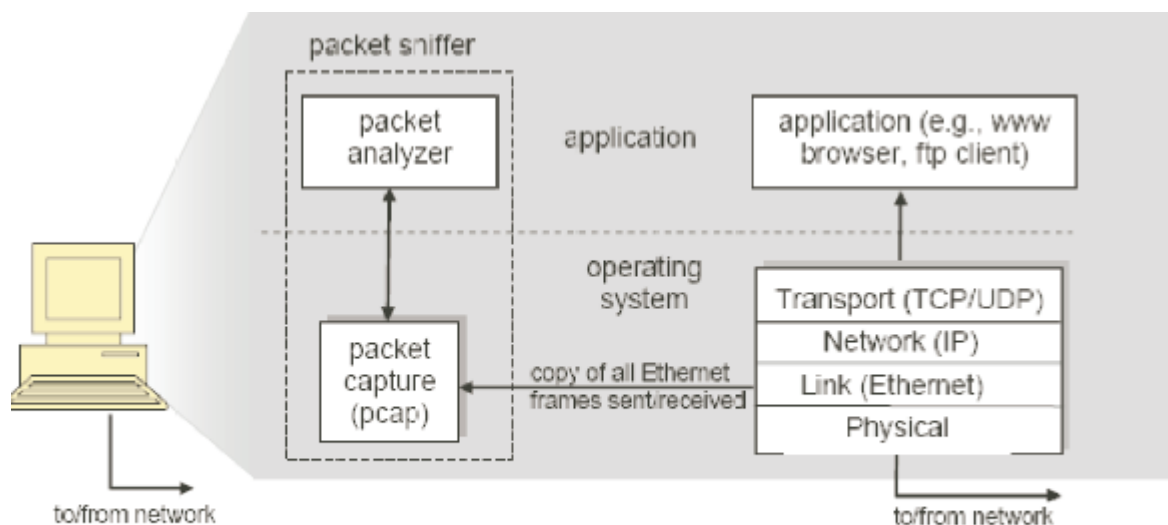 packet sniffer
packet
analyzer
application
application (e.g., www
browser, ftp client)
operating
system
packet
capture
(pcap)
copy of all Ethernet
frames sent/received
Transport (TCP/UDP)
Network (IP)
Link (Ethernet)
Physical
to/from network
to/from network